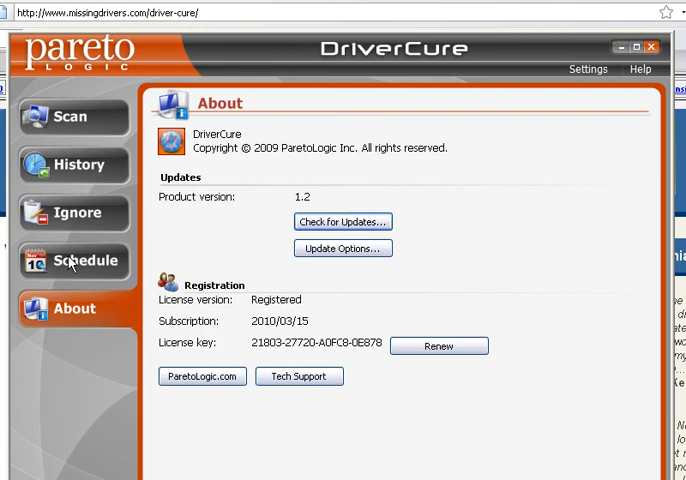 http://www.missingdrivers.com/driver-cure/
pareto
LOGIC
DriverCure
Settings Help
Scan
History
Ignore
Schedule
About
About
DriverCure
Copyright © 2009 ParetoLogic Inc. All rights reserved.
Updates
Product version: 1.2
Check for Updates...
Update Options...
Registration
License version: Registered
Subscription: 2010/03/15
License key: 21803-27720-A0FC8-0E878
Renew
ParetoLogic.com Tech Support